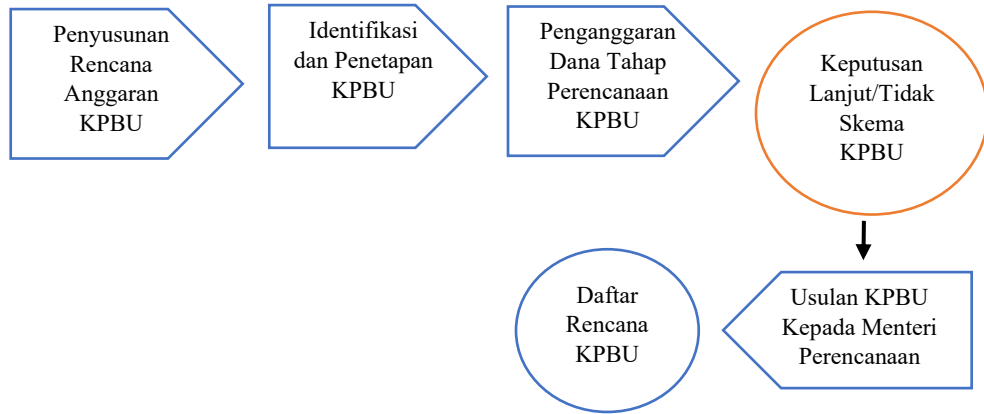 Penyusunan
Rencana
Anggaran
KPBU
Identifikasi
dan Penetapan
KPBU
Penganggaran
Dana Tahap
Perencanaan
KPBU
Keputusan
Lanjut/Tidak
Skema
KPBU
Usulan KPBU
Kepada Menteri
Perencanaan
Daftar
Rencana
KPBU